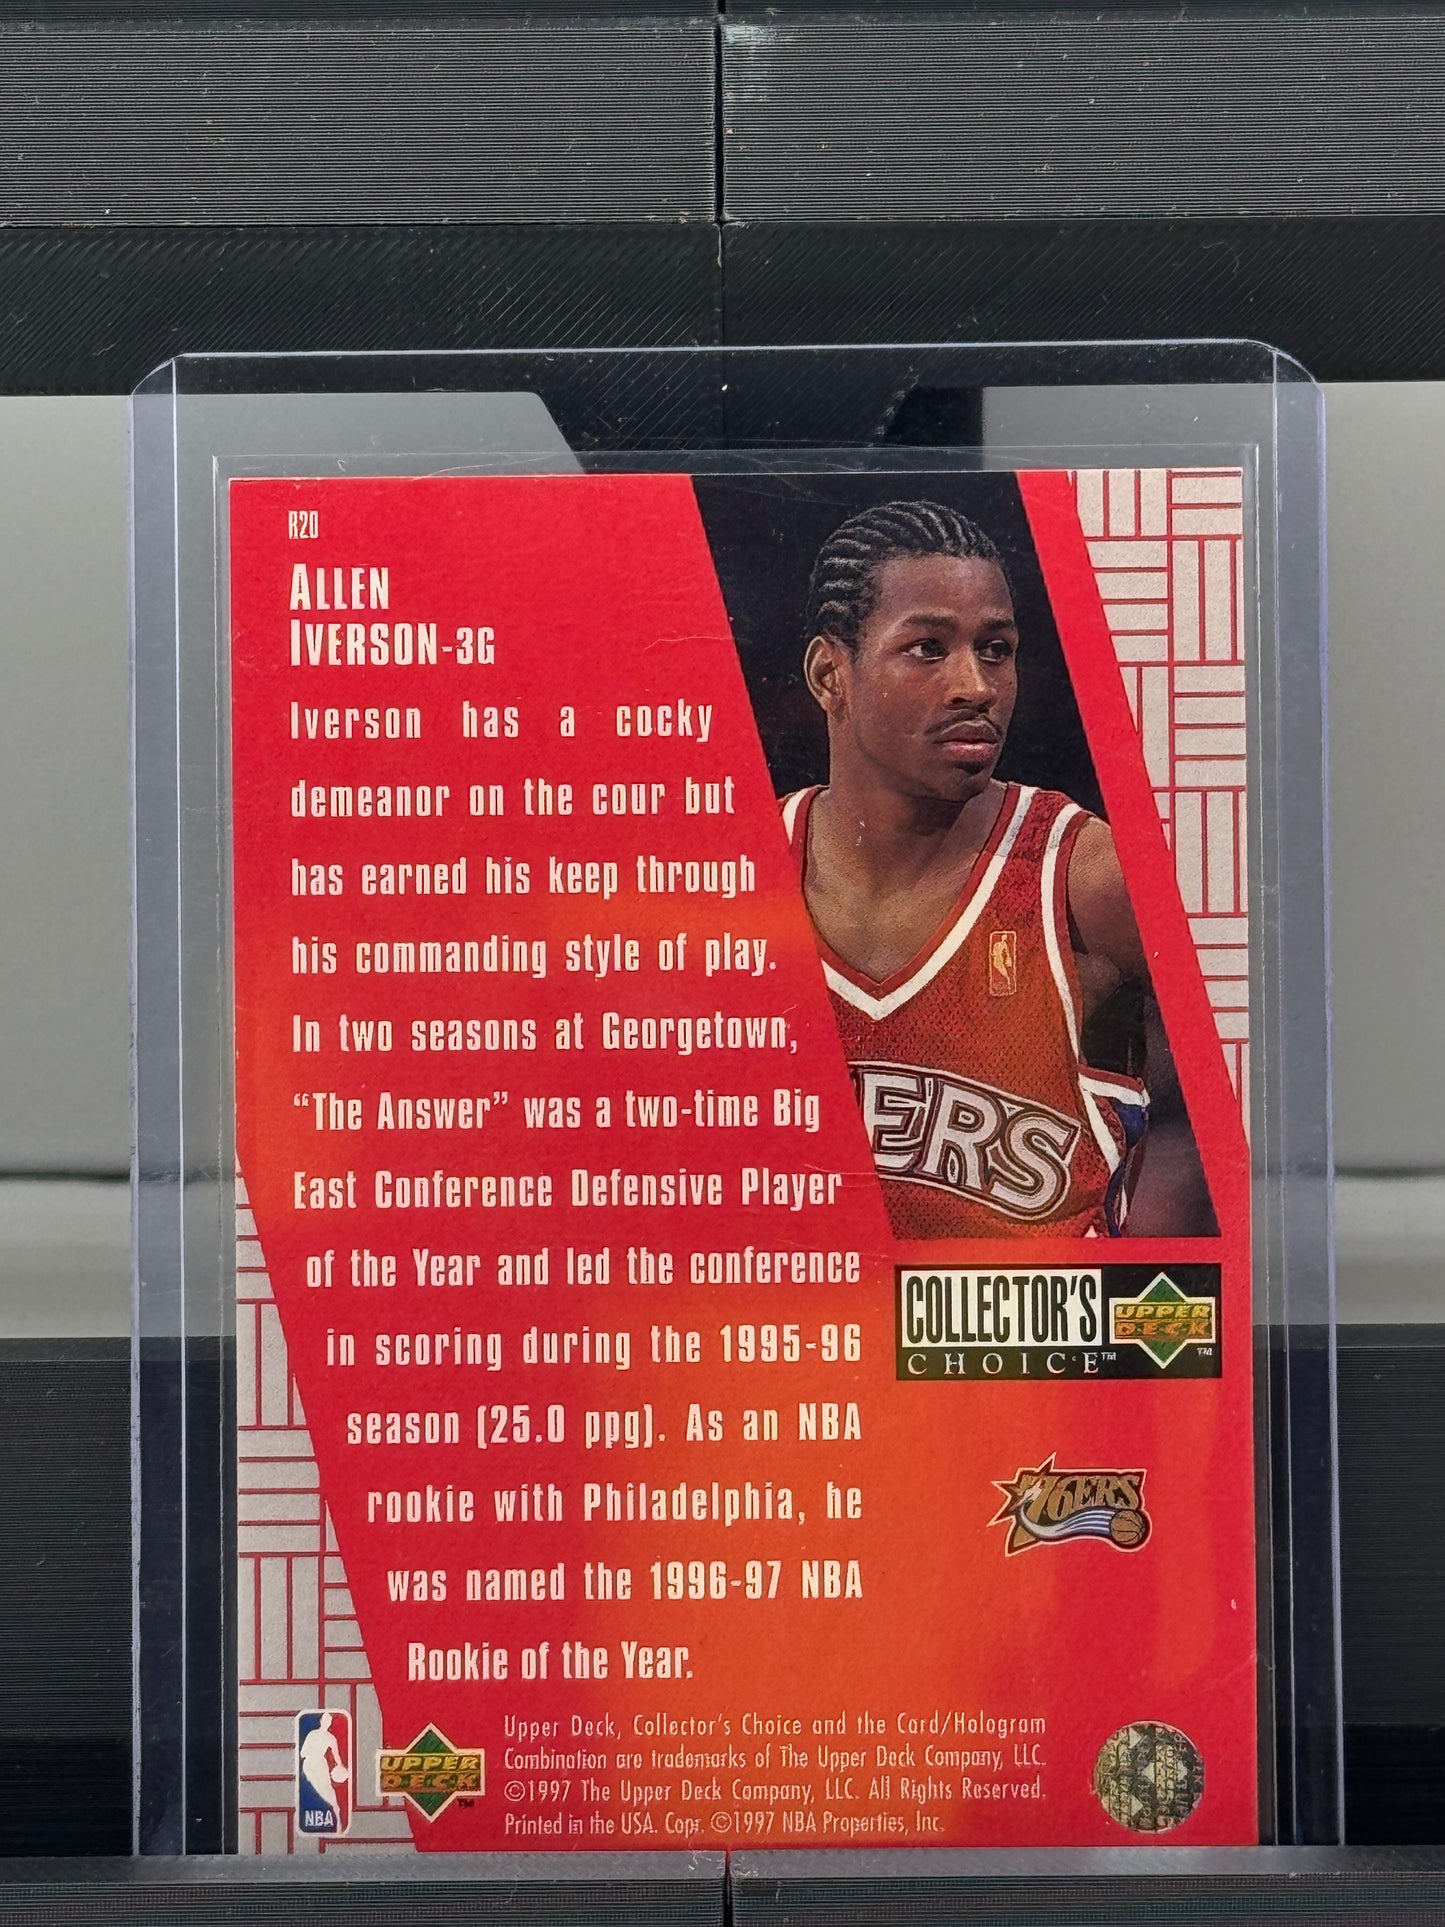 R20
ALLEN
IVERSON-3G
Iverson has a cocky
demeanor on the cour but
has earned his keep through
his commanding style of play.
In two seasons at Georgetown,
“The Answer” was a two-time Big
East Conference Defensive Player
of the Year and led the conference
in scoring during the 1995-96
season (25.0 ppg). As an NBA
rookie with Philadelphia, he
was named the 1996-97 NBA
Rookie of the Year.
ERS
COLLECTOR'S
CHOICE™
UPPER
DECK
™
76ERS
NBA
UPPER
DECK
™
Upper Deck, Collector's Choice and the Card/Hologram
Combination are trademarks of The Upper Deck Company, LLC.
©1997 The Upper Deck Company, LLC. All Rights Reserved.
Printed in the USA. Copr. ©1997 NBA Properties, Inc.